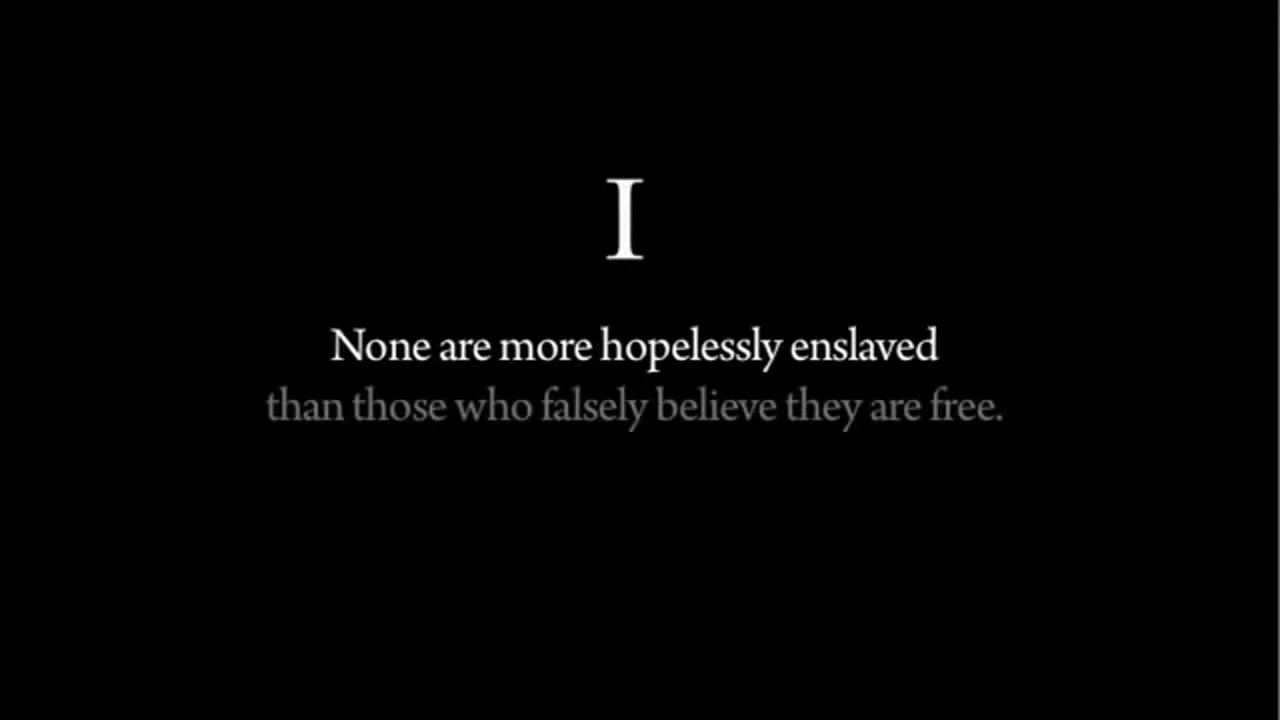 I
None are more hopelessly enslaved
than those who falsely believe they are free.